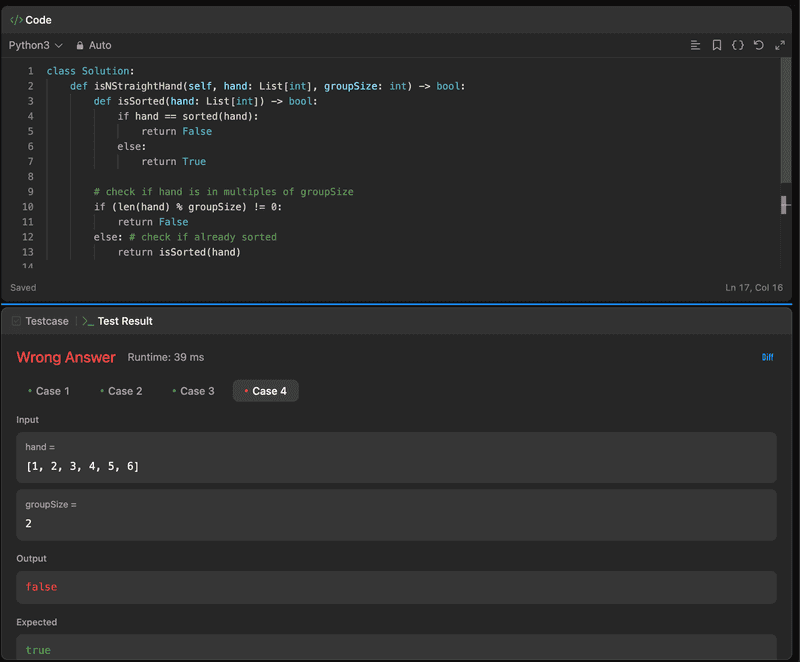 </> Code
Python3 Auto
1 class Solution:
2 def isNStraightHand(self, hand: List[int], groupSize: int) -> bool:
3 def isSorted(hand: List[int]) -> bool:
4 if hand == sorted(hand):
5 return False
6 else:
7 return True
8
9 # check if hand is in multiples of groupSize
10 if (len(hand) % groupSize) != 0:
11 return False
12 else: # check if already sorted
13 return isSorted(hand)
14
Saved Ln 17, Col 16
Testcase >_ Test Result
Wrong Answer Runtime: 39 ms Diff
• Case 1 • Case 2 • Case 3 • Case 4
Input
hand =
[1, 2, 3, 4, 5, 6]
groupSize =
2
Output
false
Expected
true